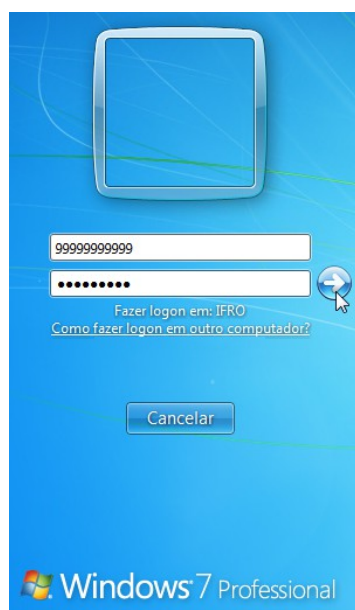 99999999999
•••••••••
Fazer logon em: IFRO
Como fazer logon em outro computador?
Cancelar
Windows 7 Professional